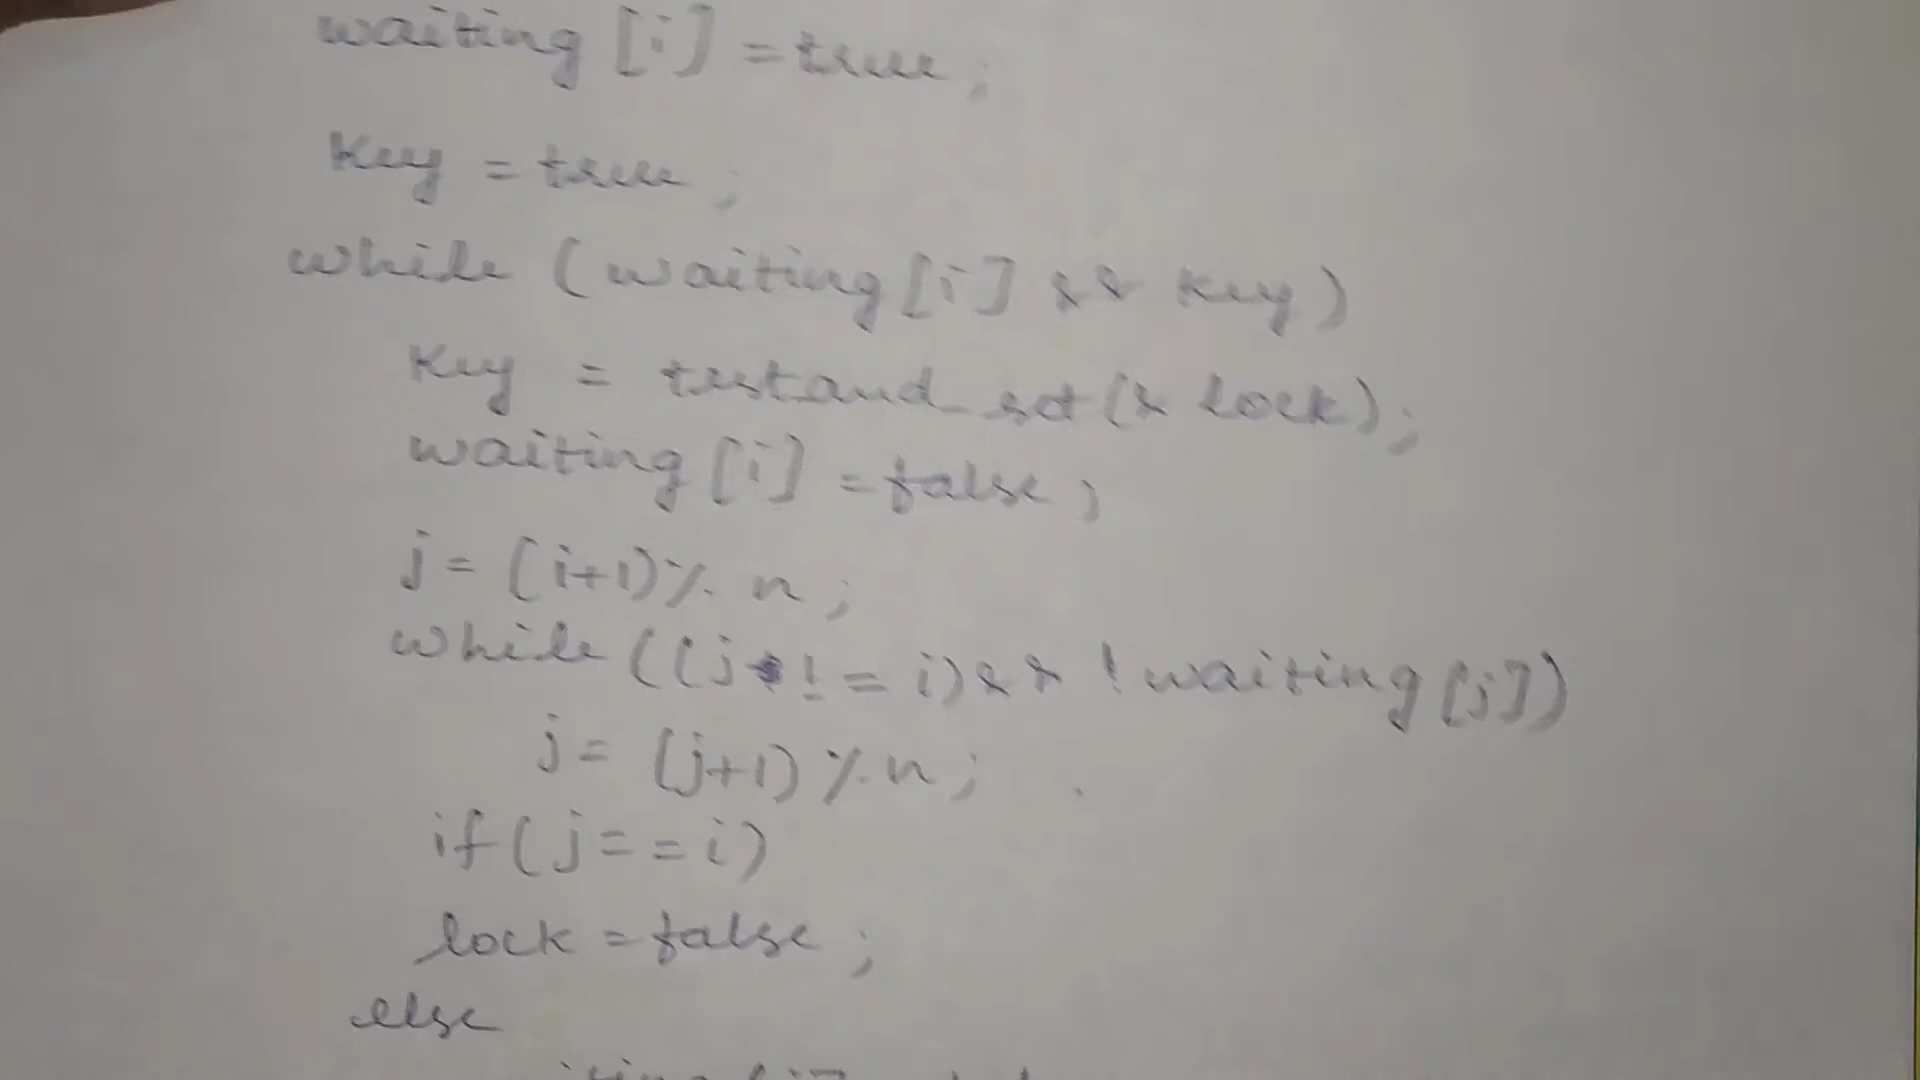 waiting [i] = true;
Key = true;
while (waiting [i] && key)
Key = testand_set(& lock);
waiting [i] = false;
j = (i+1)% n;
while ((j != i) && !waiting [j])
j = (j+1) % n;
if (j == i)
lock = false;
else